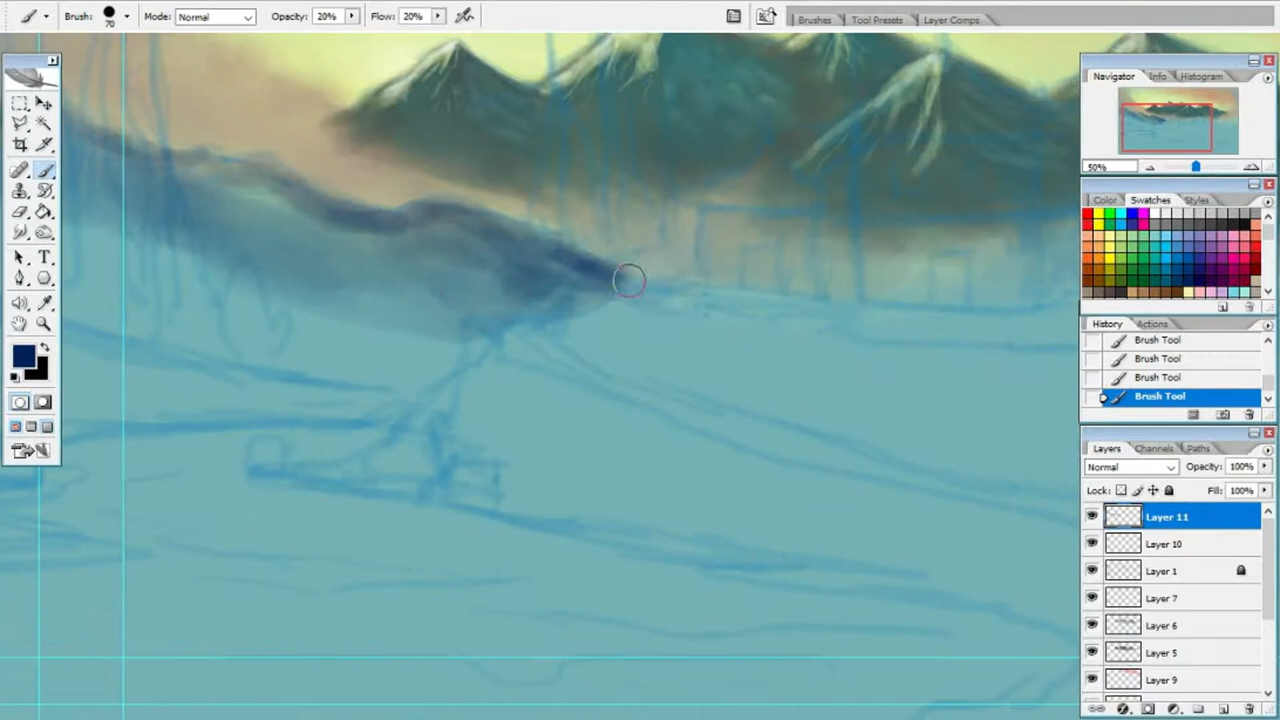 Brush: 70 Mode: Normal Opacity: 20% Flow: 20% Brushes Tool Presets Layer Comps
Navigator Info Histogram
50%
Color Swatches Styles
History Actions
Brush Tool
Brush Tool
Brush Tool
Brush Tool
Layers Channels Paths
Normal Opacity: 100%
Lock: Fill: 100%
Layer 11
Layer 10
Layer 1
Layer 7
Layer 6
Layer 5
Layer 9
T